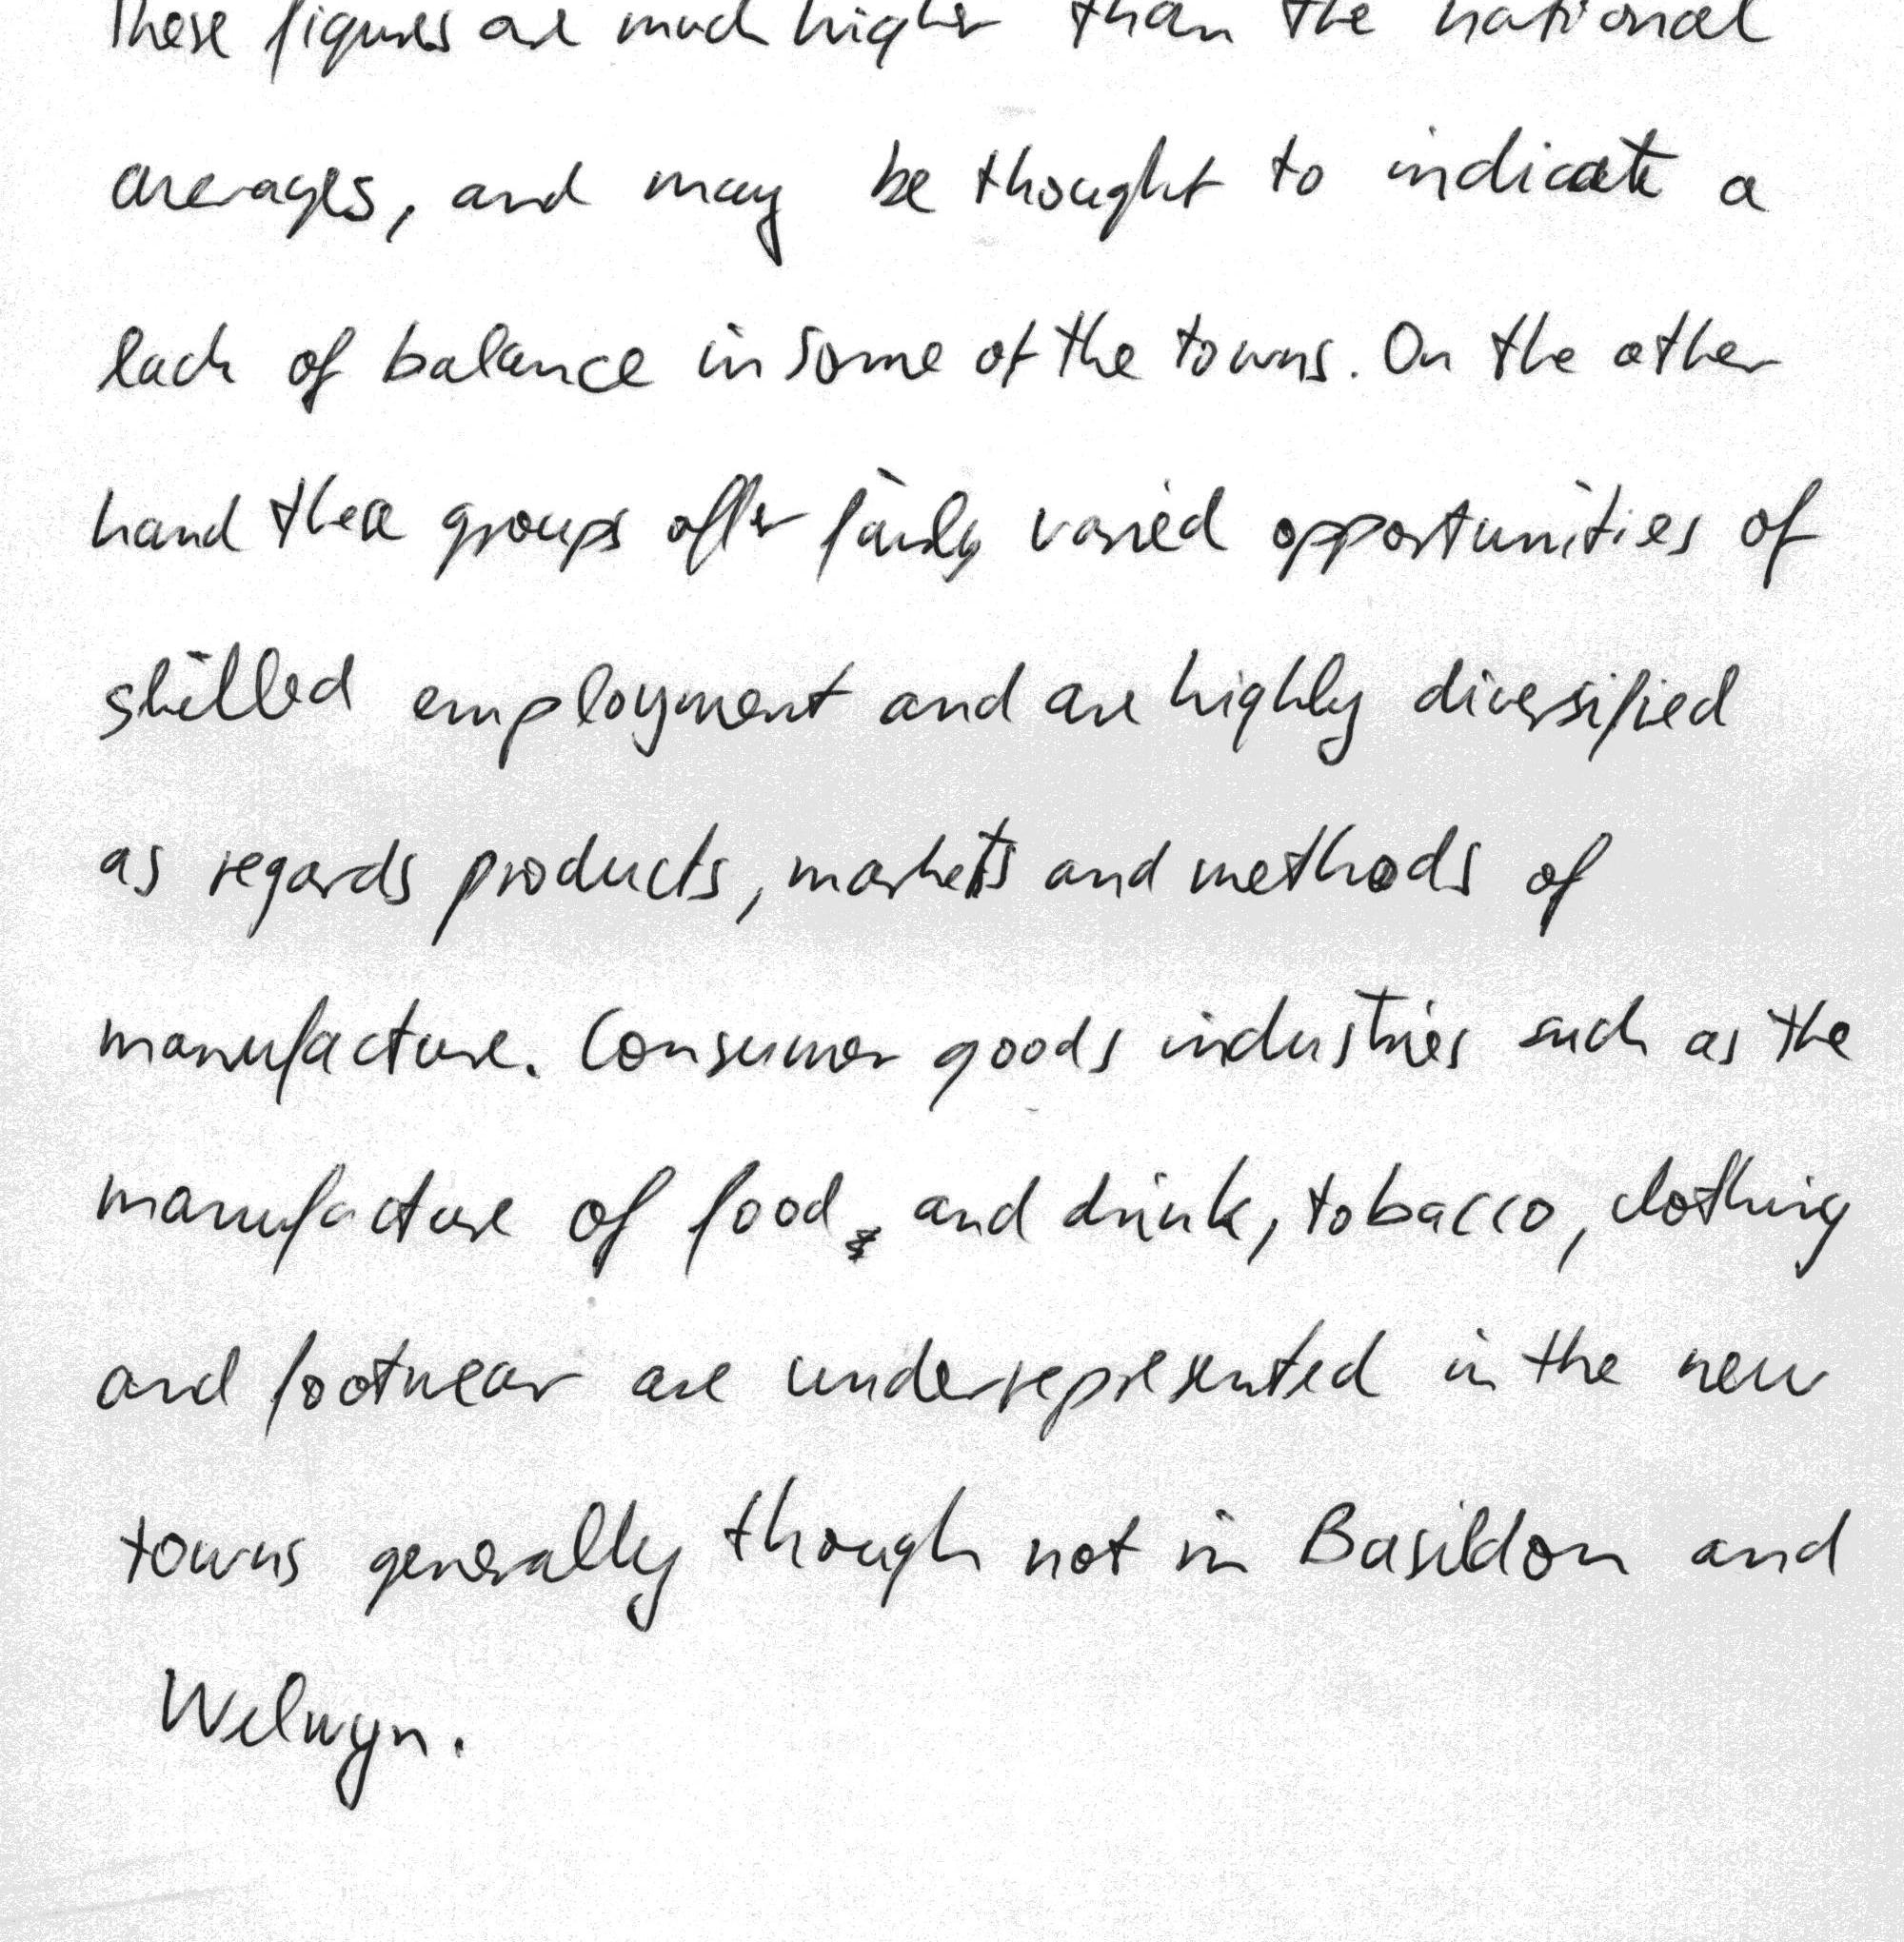 These figures are much higher than the national
averages, and may be thought to indicate a
lack of balance in some of the towns. On the other
hand these groups offer fairly varied opportunities of
skilled employment and are highly diversified
as regards products, markets and methods of
manufacture. Consumer goods industries such as the
manufacture of food and drink, tobacco, clothing
and footwear are underrepresented in the new
towns generally though not in Basildon and
Welwyn.